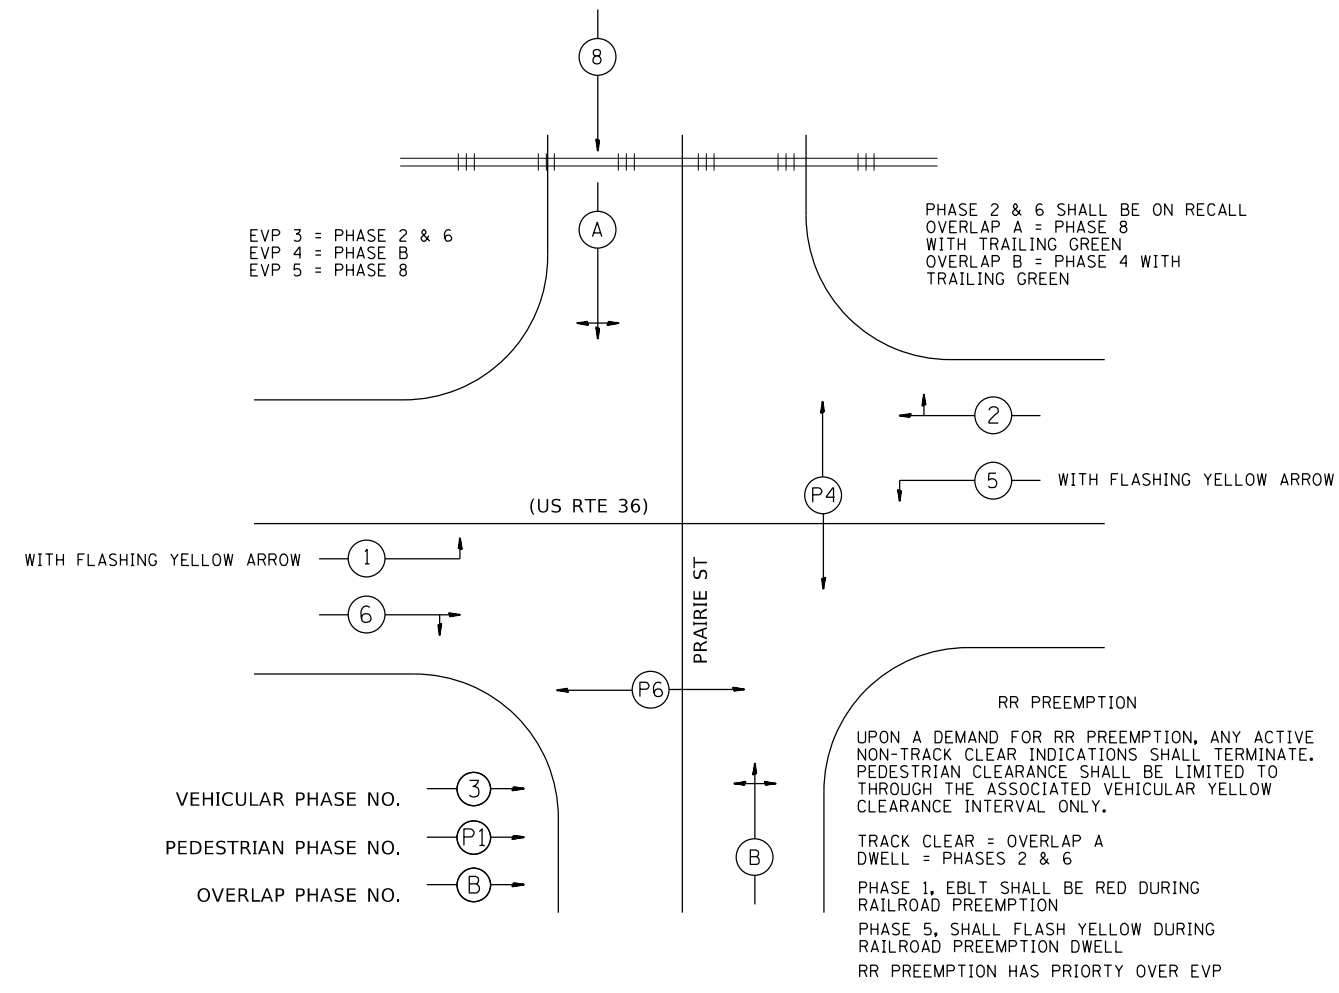 8
A
EVP 3 = PHASE 2 & 6
EVP 4 = PHASE B
EVP 5 = PHASE 8
PHASE 2 & 6 SHALL BE ON RECALL
OVERLAP A = PHASE 8
WITH TRAILING GREEN
OVERLAP B = PHASE 4 WITH
TRAILING GREEN
2
5 WITH FLASHING YELLOW ARROW
P4
(US RTE 36)
WITH FLASHING YELLOW ARROW 1
6
PRAIRIE ST
P6
VEHICULAR PHASE NO. 3
PEDESTRIAN PHASE NO. P1
OVERLAP PHASE NO. B
B
RR PREEMPTION
UPON A DEMAND FOR RR PREEMPTION, ANY ACTIVE
NON-TRACK CLEAR INDICATIONS SHALL TERMINATE.
PEDESTRIAN CLEARANCE SHALL BE LIMITED TO
THROUGH THE ASSOCIATED VEHICULAR YELLOW
CLEARANCE INTERVAL ONLY.
TRACK CLEAR = OVERLAP A
DWELL = PHASES 2 & 6
PHASE 1, EBLT SHALL BE RED DURING
RAILROAD PREEMPTION
PHASE 5, SHALL FLASH YELLOW DURING
RAILROAD PREEMPTION DWELL
RR PREEMPTION HAS PRIORTY OVER EVP